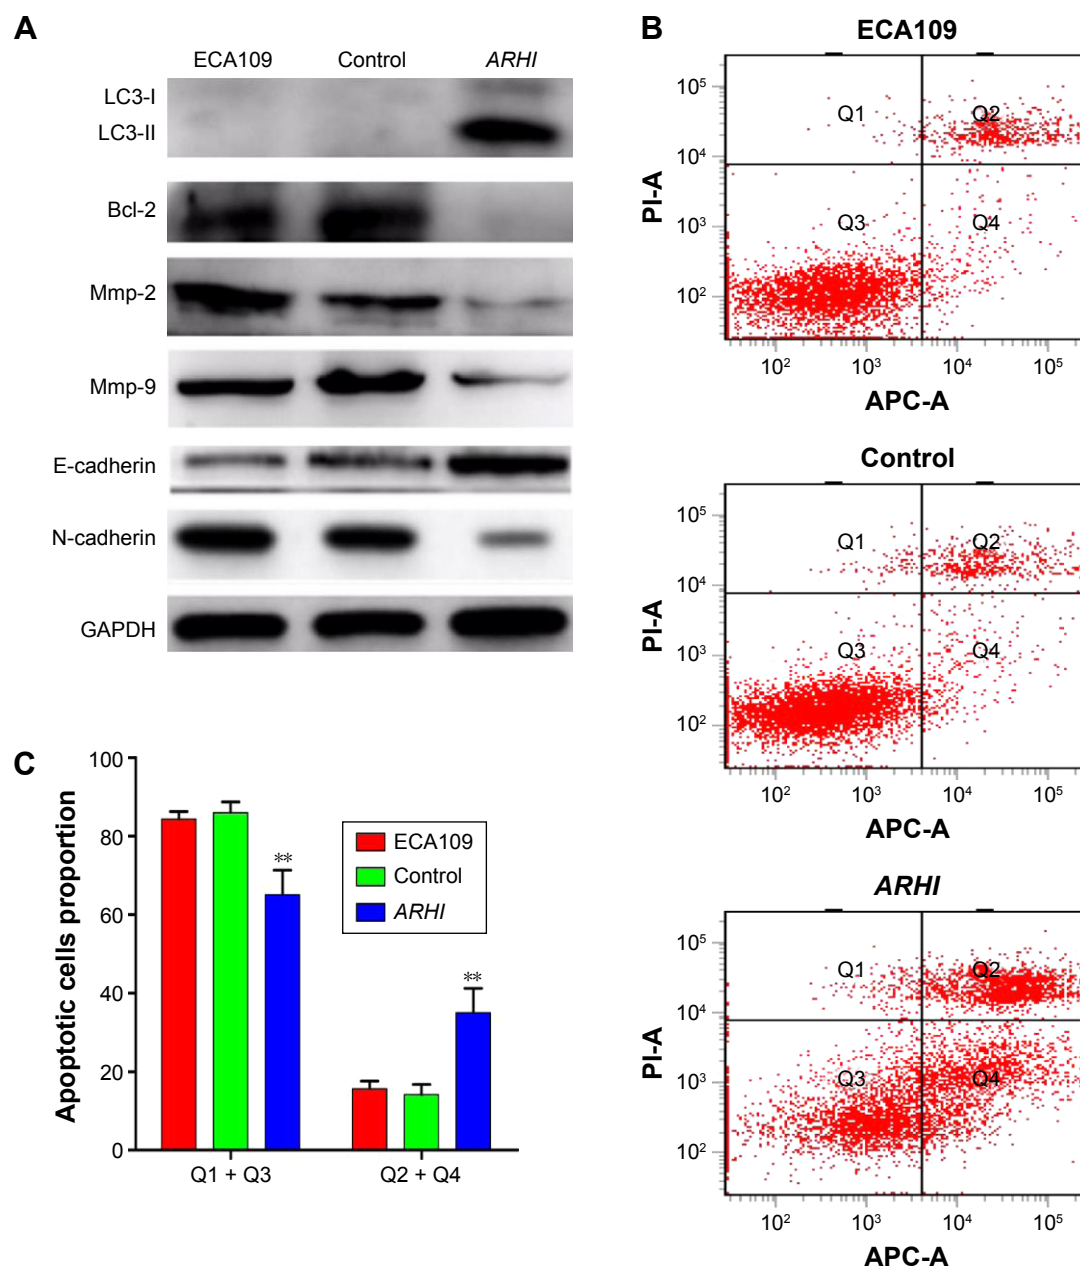 A
ECA109 Control ARHI
LC3-I
LC3-II
Bcl-2
Mmp-2
Mmp-9
E-cadherin
N-cadherin
GAPDH
B
ECA109
PI-A
10⁵
10⁴
10³
10²
Q1 Q2
Q3 Q4
10² 10³ 10⁴ 10⁵
APC-A
Control
PI-A
10⁵
10⁴
10³
10²
Q1 Q2
Q3 Q4
10² 10³ 10⁴ 10⁵
APC-A
ARHI
PI-A
10⁵
10⁴
10³
10²
Q1 Q2
Q3 Q4
10² 10³ 10⁴ 10⁵
APC-A
C
Apoptotic cells proportion
100
80
60
40
20
0
**
**
ECA109
Control
ARHI
Q1 + Q3 Q2 + Q4